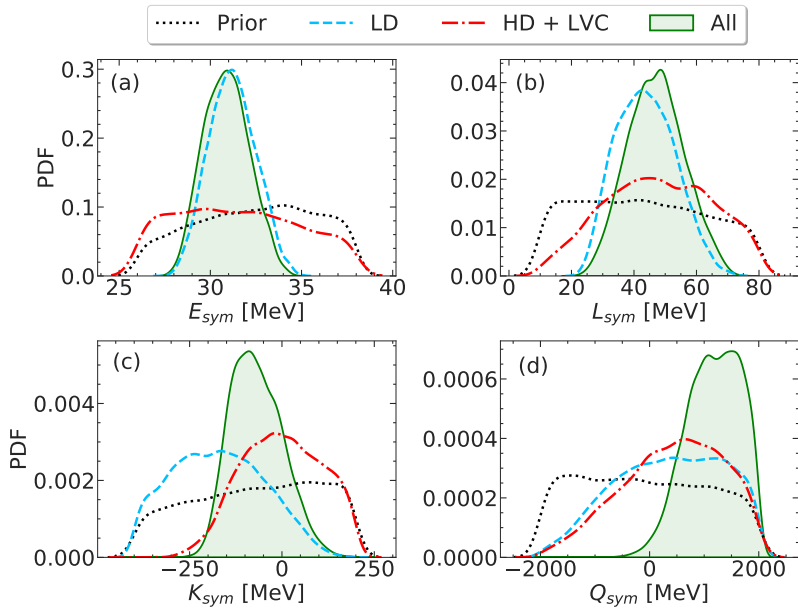 Prior LD HD + LVC All
(a)
0.3
0.2
0.1
0.0
PDF
25 30 35 40
E_sym [MeV]
(b)
0.04
0.03
0.02
0.01
0.00
0 20 40 60 80
L_sym [MeV]
(c)
0.004
0.002
0.000
PDF
−250 0 250
K_sym [MeV]
(d)
0.0006
0.0004
0.0002
0.0000
−2000 0 2000
Q_sym [MeV]